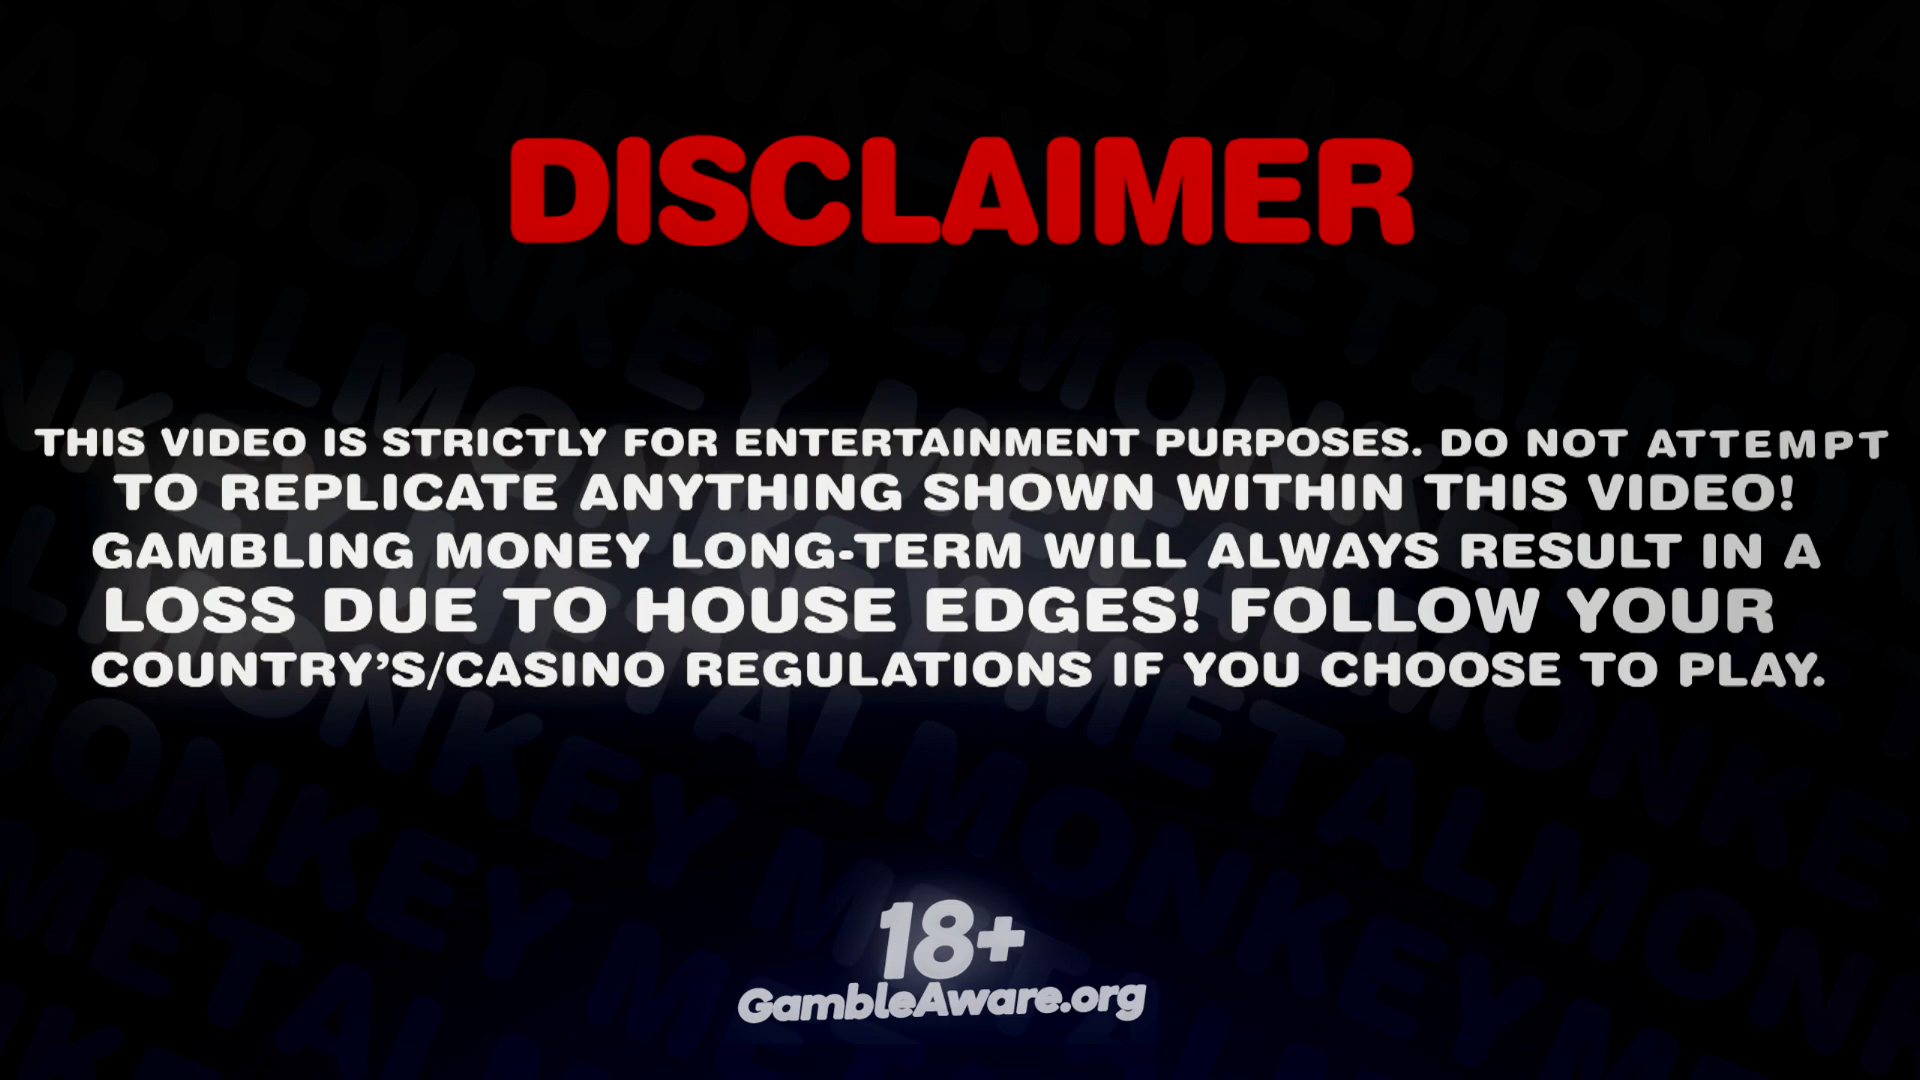 DISCLAIMER
THIS VIDEO IS STRICTLY FOR ENTERTAINMENT PURPOSES. DO NOT ATTEMPT
TO REPLICATE ANYTHING SHOWN WITHIN THIS VIDEO!
GAMBLING MONEY LONG-TERM WILL ALWAYS RESULT IN A
LOSS DUE TO HOUSE EDGES! FOLLOW YOUR
COUNTRY’S/CASINO REGULATIONS IF YOU CHOOSE TO PLAY.
18+
GambleAware.org